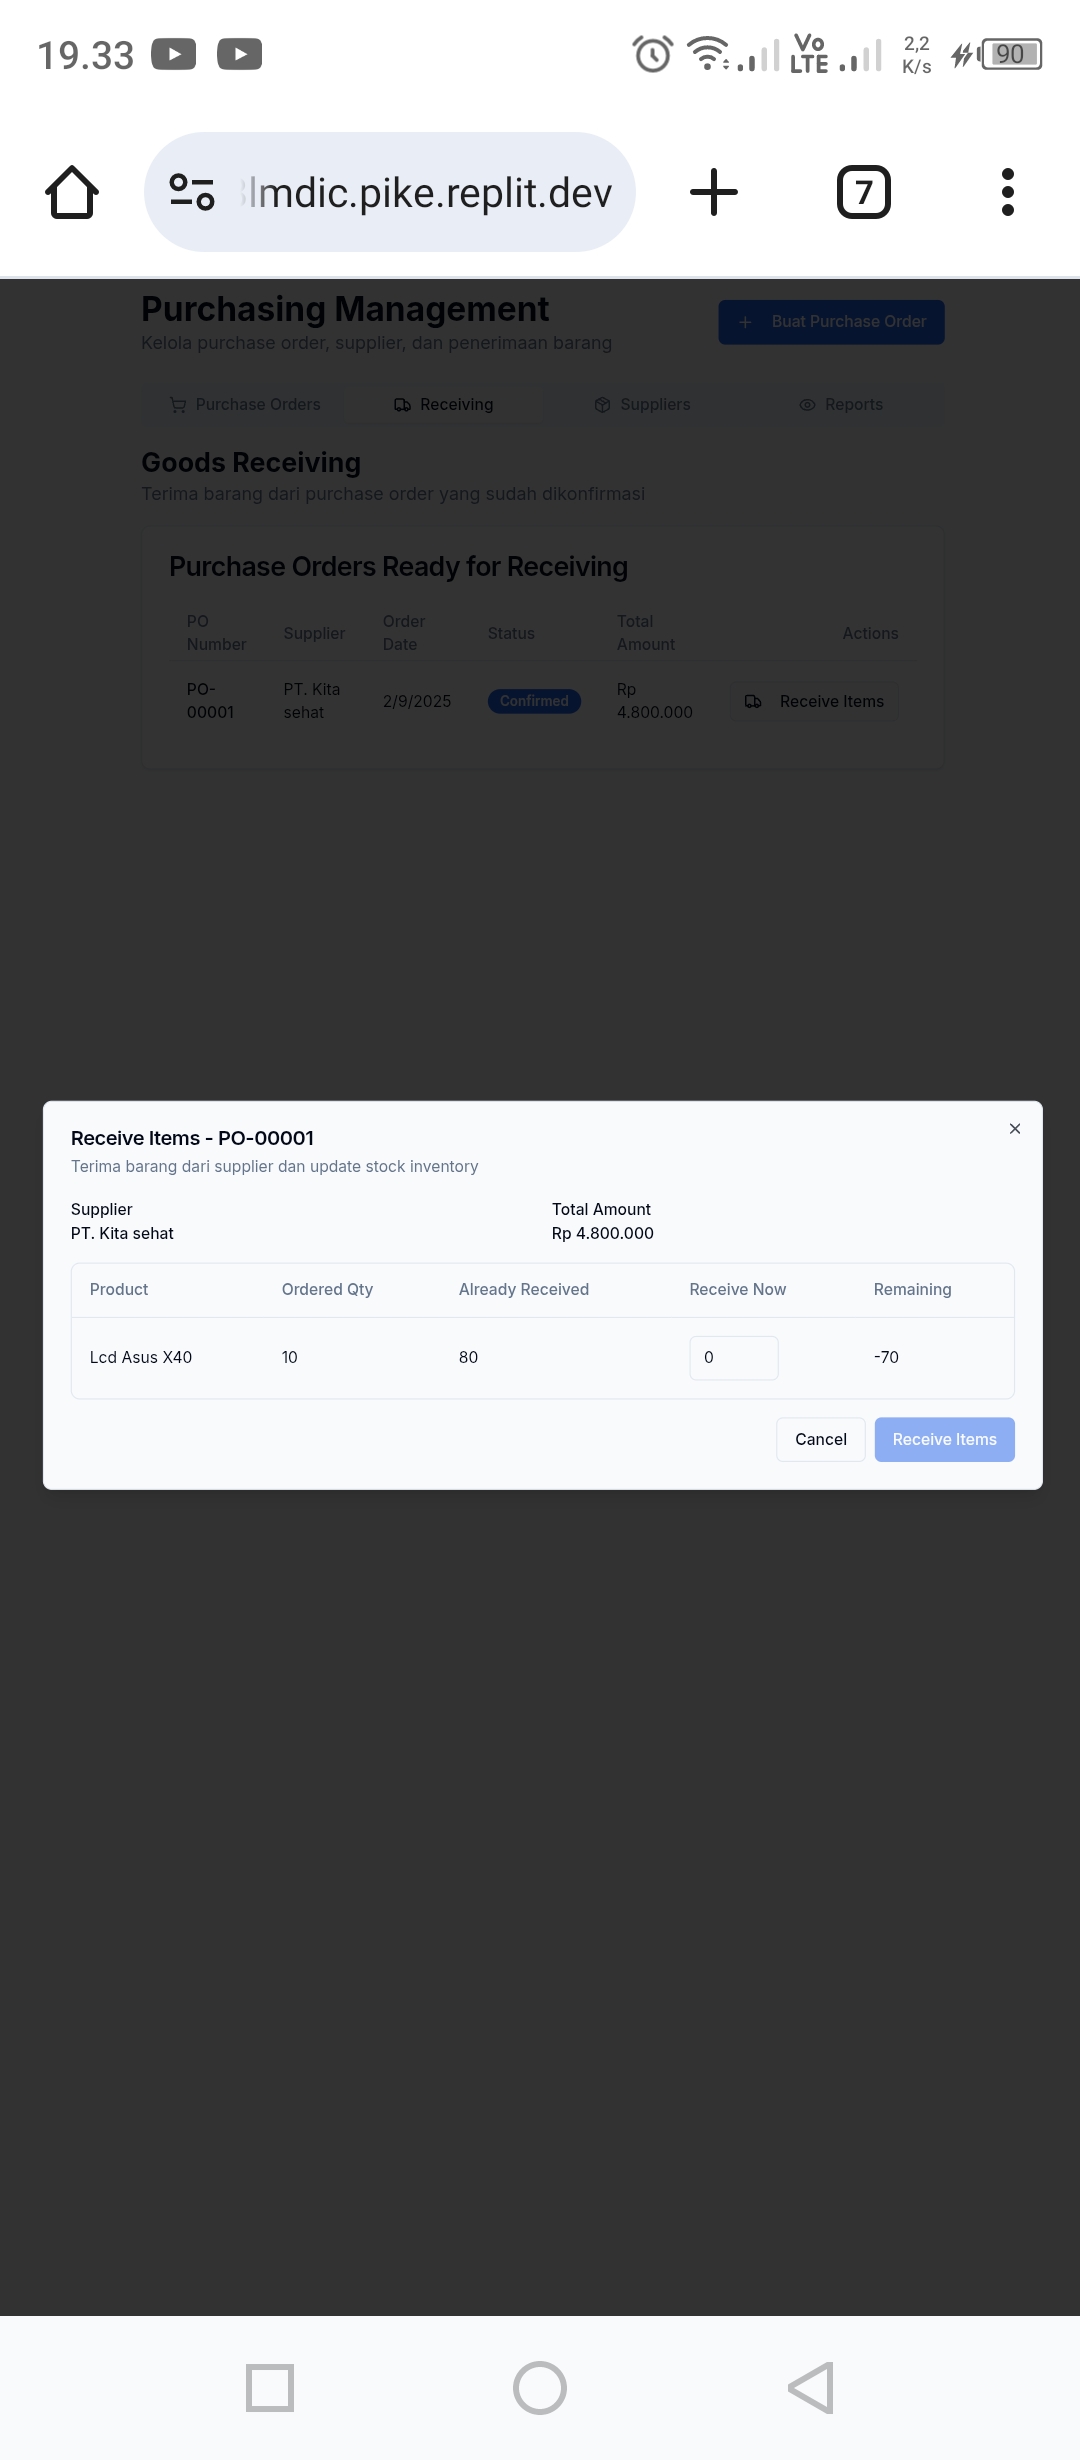 19.33
Vo LTE
2,2 K/s
90
lmdic.pike.replit.dev
7
Purchasing Management
Kelola purchase order, supplier, dan penerimaan barang
Buat Purchase Order
Purchase Orders
Receiving
Suppliers
Reports
Goods Receiving
Terima barang dari purchase order yang sudah dikonfirmasi
Purchase Orders Ready for Receiving
PO Number
Supplier
Order Date
Status
Total Amount
Actions
PO-00001
PT. Kita sehat
2/9/2025
Confirmed
Rp 4.800.000
Receive Items
Receive Items - PO-00001
Terima barang dari supplier dan update stock inventory
Supplier
PT. Kita sehat
Total Amount
Rp 4.800.000
Product
Ordered Qty
Already Received
Receive Now
Remaining
Lcd Asus X40
10
80
0
-70
Cancel
Receive Items